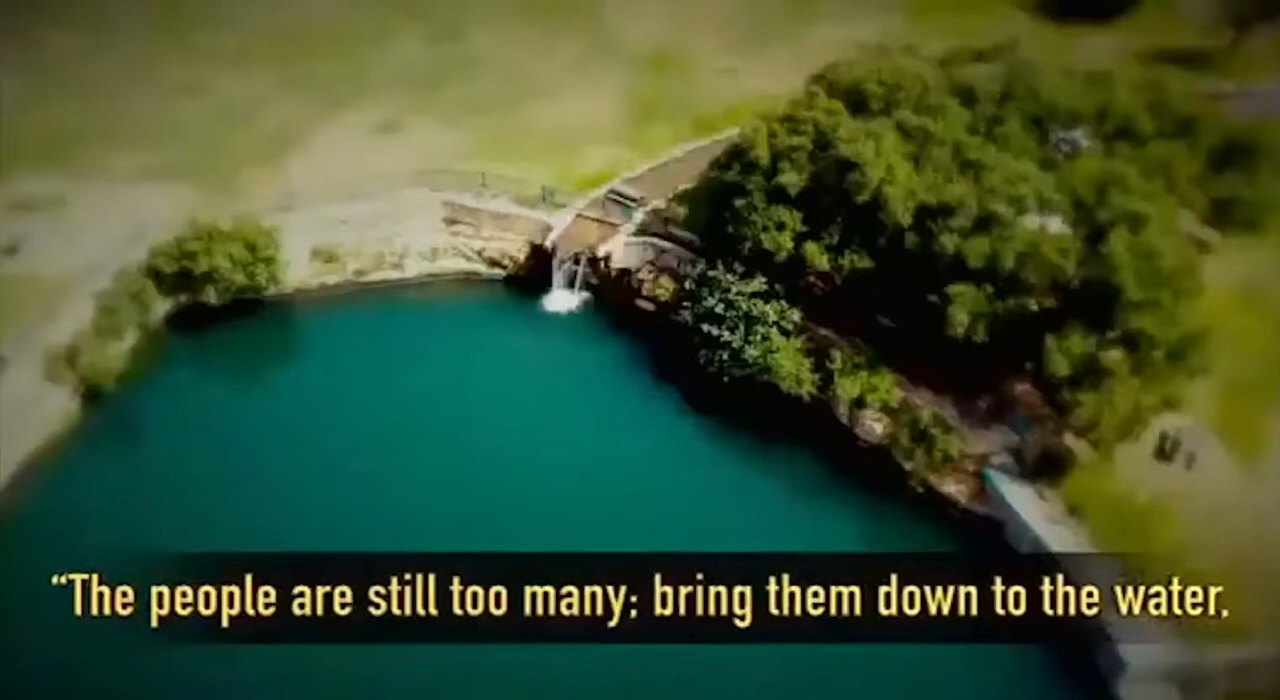 “The people are still too many; bring them down to the water,